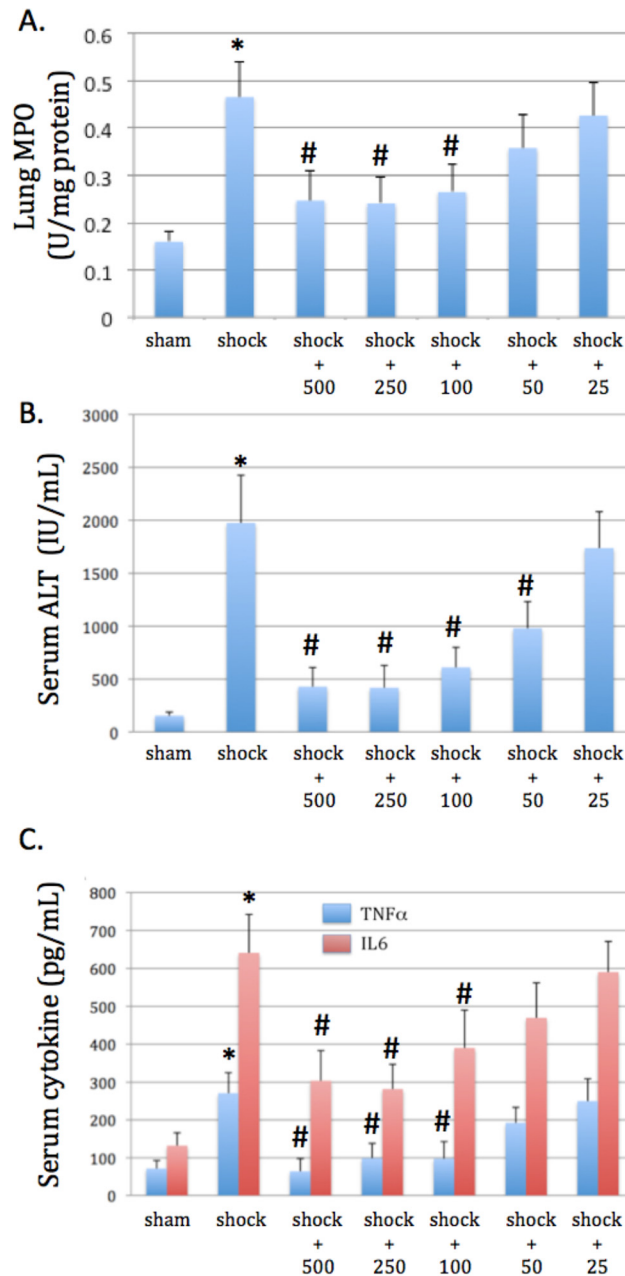 A.
Lung MPO
(U/mg protein)
0.6
0.5
0.4
0.3
0.2
0.1
0
*
#
#
#
sham shock shock shock shock shock shock
+ + + + +
500 250 100 50 25
B.
Serum ALT (IU/mL)
3000
2500
2000
1500
1000
500
0
*
#
#
#
#
sham shock shock shock shock shock shock
+ + + + +
500 250 100 50 25
C.
Serum cytokine (pg/mL)
800
700
600
500
400
300
200
100
0
TNFα
IL6
*
*
#
#
#
#
#
#
sham shock shock shock shock shock shock
+ + + + +
500 250 100 50 25